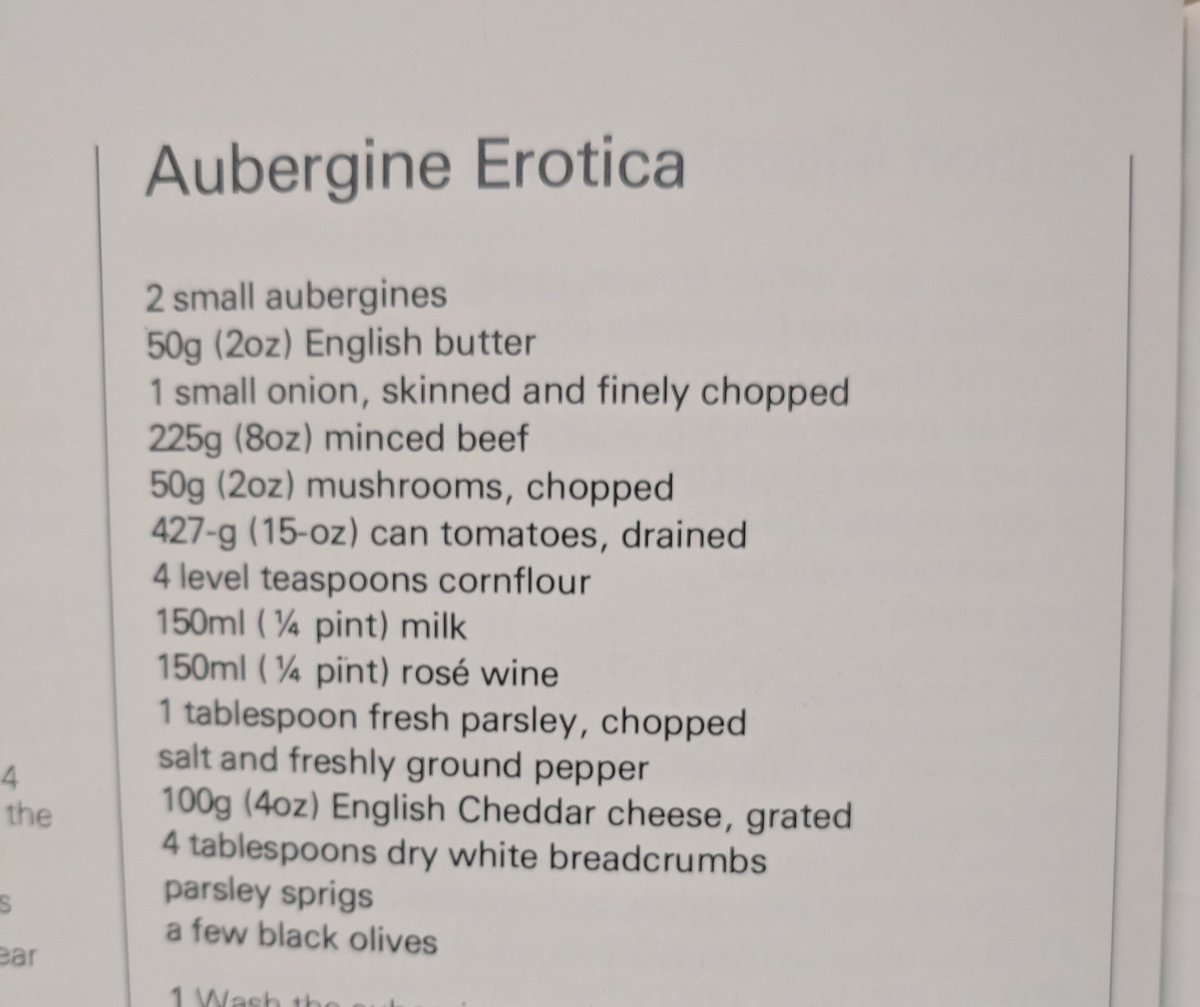 Aubergine Erotica
2 small aubergines
50g (2oz) English butter
1 small onion, skinned and finely chopped
225g (8oz) minced beef
50g (2oz) mushrooms, chopped
427-g (15-oz) can tomatoes, drained
4 level teaspoons cornflour
150ml ( ¼ pint) milk
150ml ( ¼ pint) rosé wine
1 tablespoon fresh parsley, chopped
salt and freshly ground pepper
100g (4oz) English Cheddar cheese, grated
4 tablespoons dry white breadcrumbs
parsley sprigs
a few black olives
1 Wash the
4
the